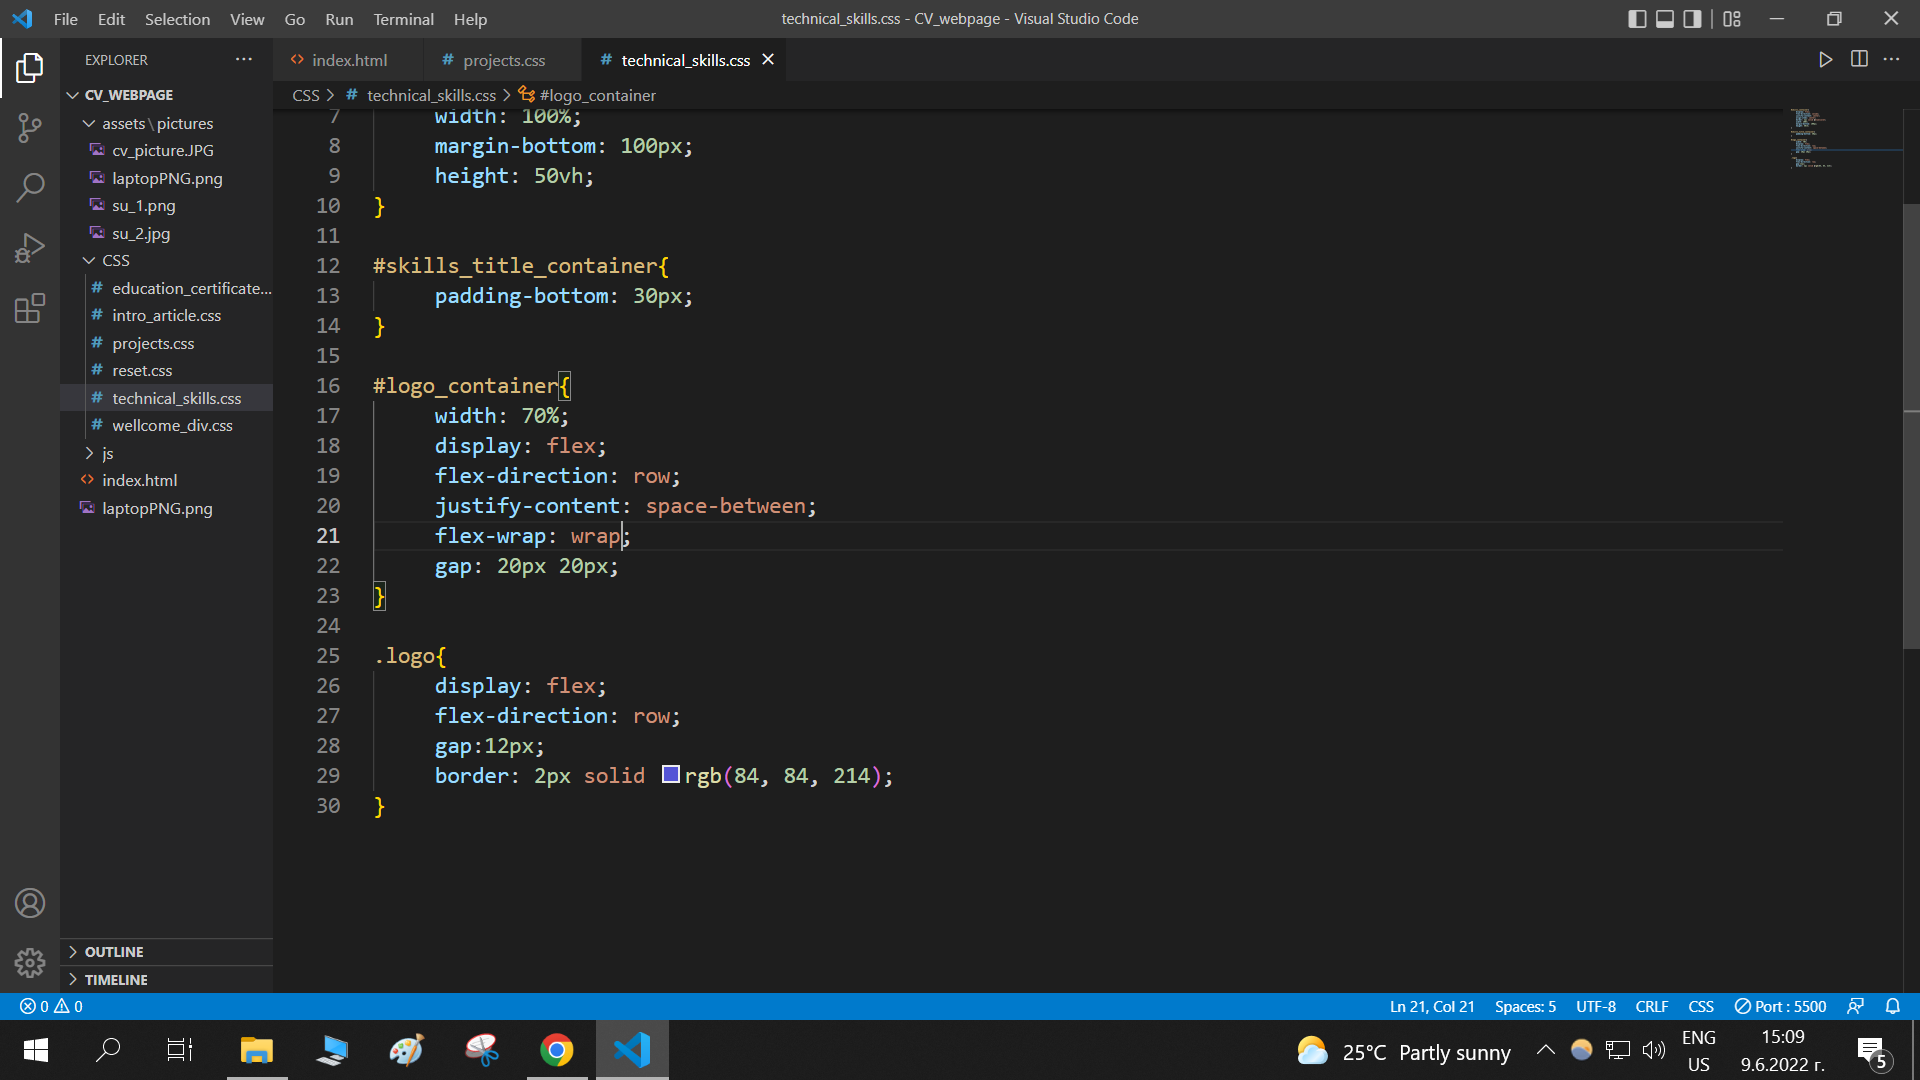 File Edit Selection View Go Run Terminal Help
technical_skills.css - CV_webpage - Visual Studio Code
EXPLORER
CV_WEBPAGE
assets\pictures
cv_picture.JPG
laptopPNG.png
su_1.png
su_2.jpg
CSS
# education_certificate...
# intro_article.css
# projects.css
# reset.css
# technical_skills.css
# wellcome_div.css
js
<> index.html
laptopPNG.png
OUTLINE
TIMELINE
<> index.html # projects.css # technical_skills.css
CSS > # technical_skills.css > #logo_container
7 width: 100%;
8 margin-bottom: 100px;
9 height: 50vh;
10 }
11
12 #skills_title_container{
13 padding-bottom: 30px;
14 }
15
16 #logo_container{
17 width: 70%;
18 display: flex;
19 flex-direction: row;
20 justify-content: space-between;
21 flex-wrap: wrap;
22 gap: 20px 20px;
23 }
24
25 .logo{
26 display: flex;
27 flex-direction: row;
28 gap:12px;
29 border: 2px solid rgb(84, 84, 214);
30 }
0 0
Ln 21, Col 21 Spaces: 5 UTF-8 CRLF CSS Port : 5500
25°C Partly sunny
ENG
US
15:09
9.6.2022 г.
5